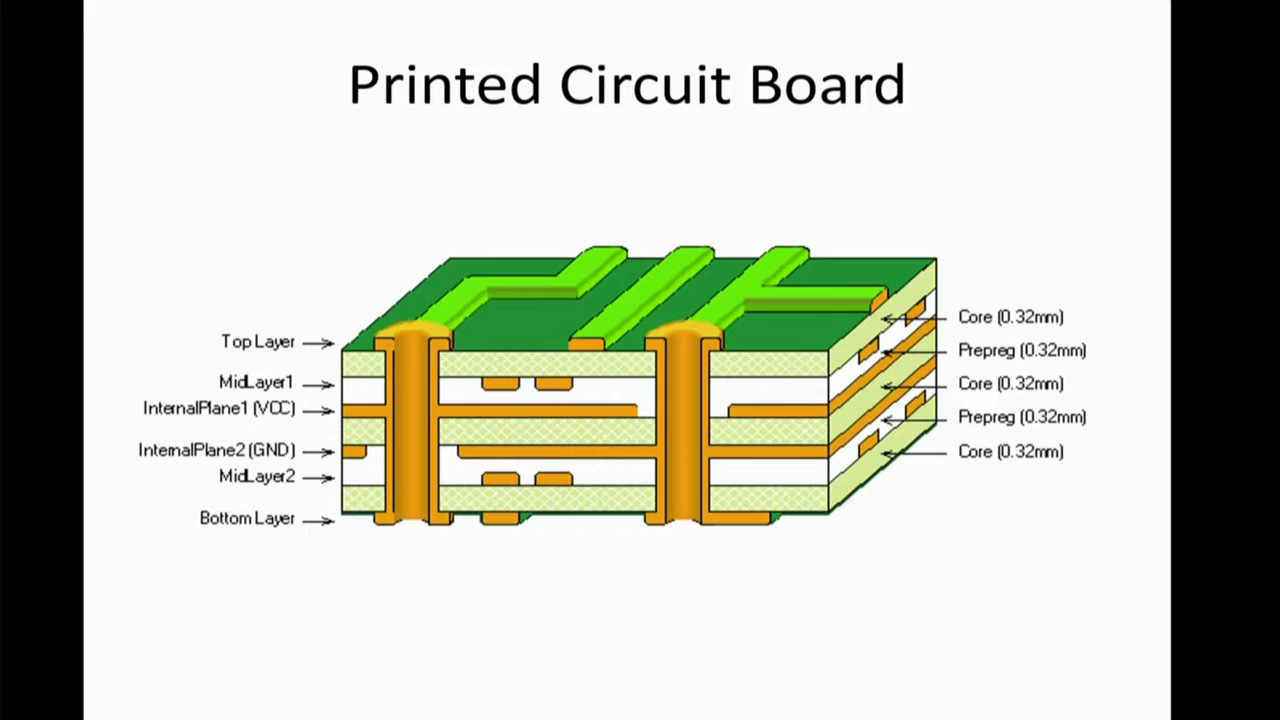 Printed Circuit Board
Top Layer
MidLayer1
InternalPlane1 (VCC)
InternalPlane2 (GND)
MidLayer2
Bottom Layer
Core (0.32mm)
Prepreg (0.32mm)
Core (0.32mm)
Prepreg (0.32mm)
Core (0.32mm)